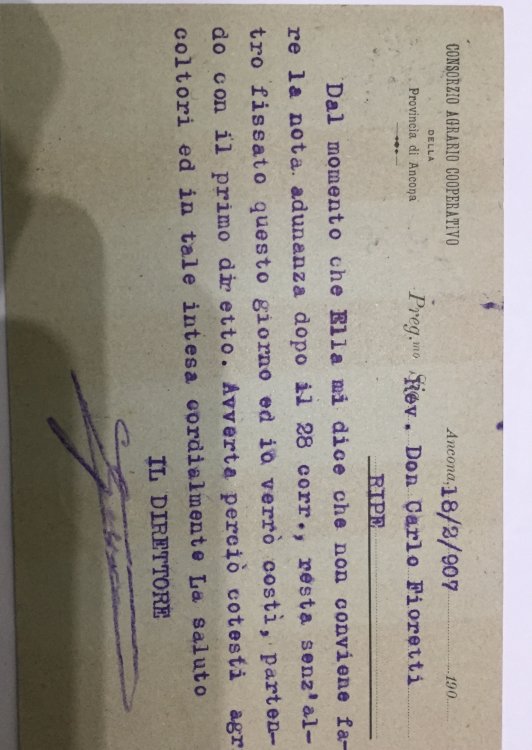 CONSORZIO AGRARIO COOPERATIVO
DELLA
Provincia di Ancona
Ancona, 18/2/907 190
Preg.mo Sig. Rev. Don Carlo Fioretti
RIPE
Dal momento che Ella mi dice che non conviene fa-
re la nota adunanza dopo il 28 corr., resta senz'al-
tro fissato questo giorno ed io verrò costì, parten-
do con il primo diretto. Avverta perciò cotesti agr
coltori ed in tale intesa cordialmente La saluto
IL DIRETTORE